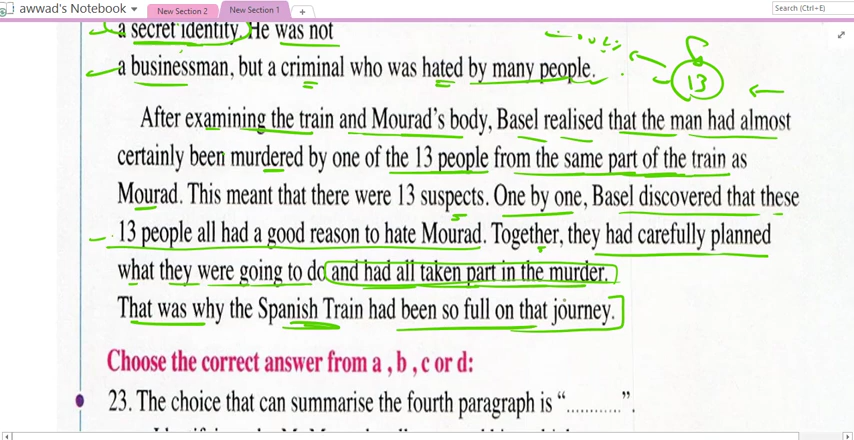 awwad's Notebook
New Section 2
New Section 1
+
Search (Ctrl+E)
a secret identity. He was not
a businessman, but a criminal who was hated by many people.
13
After examining the train and Mourad's body, Basel realised that the man had almost
certainly been murdered by one of the 13 people from the same part of the train as
Mourad. This meant that there were 13 suspects. One by one, Basel discovered that these
13 people all had a good reason to hate Mourad. Together, they had carefully planned
what they were going to do and had all taken part in the murder.
That was why the Spanish Train had been so full on that journey.
Choose the correct answer from a , b , c or d:
23. The choice that can summarise the fourth paragraph is “............”.